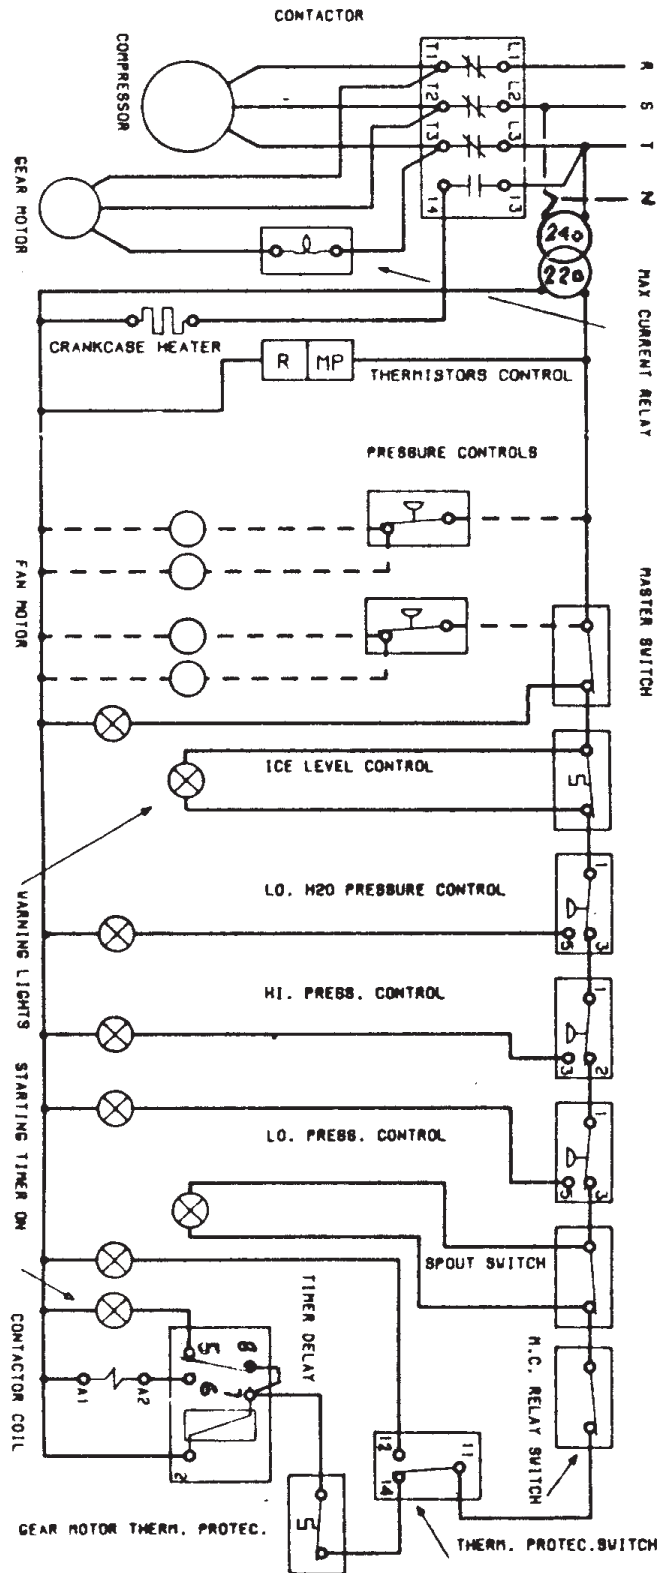 CONTACTOR
COMPRESSOR
T1
L1
R
T2
L2
S
T3
L3
T
14
13
N
GEAR MOTOR
240
220
MAX CURRENT RELAY
CRANKCASE HEATER
R
MP
THERMISTORS CONTROL
PRESSURE CONTROLS
FAN MOTOR
MASTER SWITCH
ICE LEVEL CONTROL
1
LO. H2O PRESSURE CONTROL
5
3
WARNING LIGHTS
1
HI. PRESS. CONTROL
3
2
STARTING TIMER ON
1
LO. PRESS. CONTROL
5
3
SPOUT SWITCH
TIMER DELAY
5
8
6
7
A1
A2
2
CONTACTOR COIL
M.C. RELAY SWITCH
12
11
14
GEAR MOTOR THERM. PROTEC.
THERM. PROTEC.SWITCH